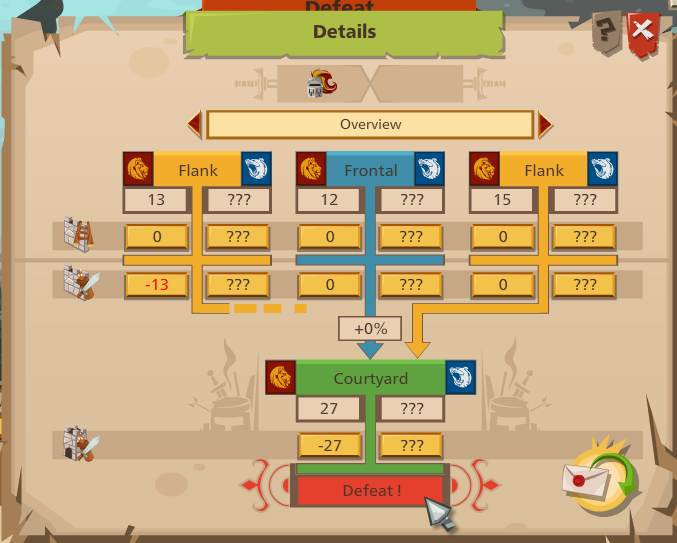 Defeat
Details
Overview
Flank Frontal Flank
13 ??? 12 ??? 15 ???
0 ??? 0 ??? 0 ???
-13 ??? 0 ??? 0 ???
+0%
Courtyard
27 ???
-27 ???
Defeat !
?